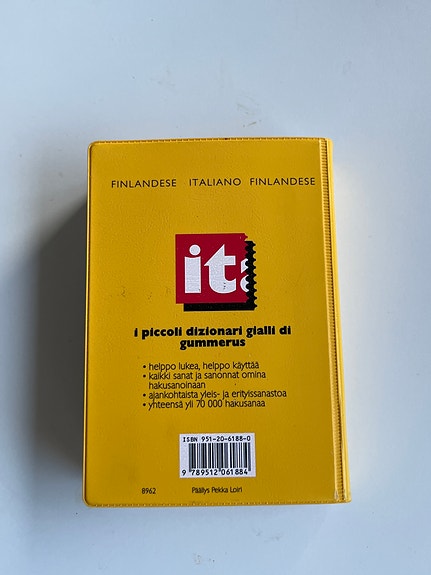 FINLANDESE ITALIANO FINLANDESE
it
i piccoli dizionari gialli di
gummerus
• helppo lukea, helppo käyttää
• kaikki sanat ja sanonnat omina
hakusanoinaan
• ajankohtaista yleis- ja erityissanastoa
• yhteensä yli 70 000 hakusanaa
ISBN 951-20-6188-0
9 789512 061884
8962 Päällys Pekka Loiri